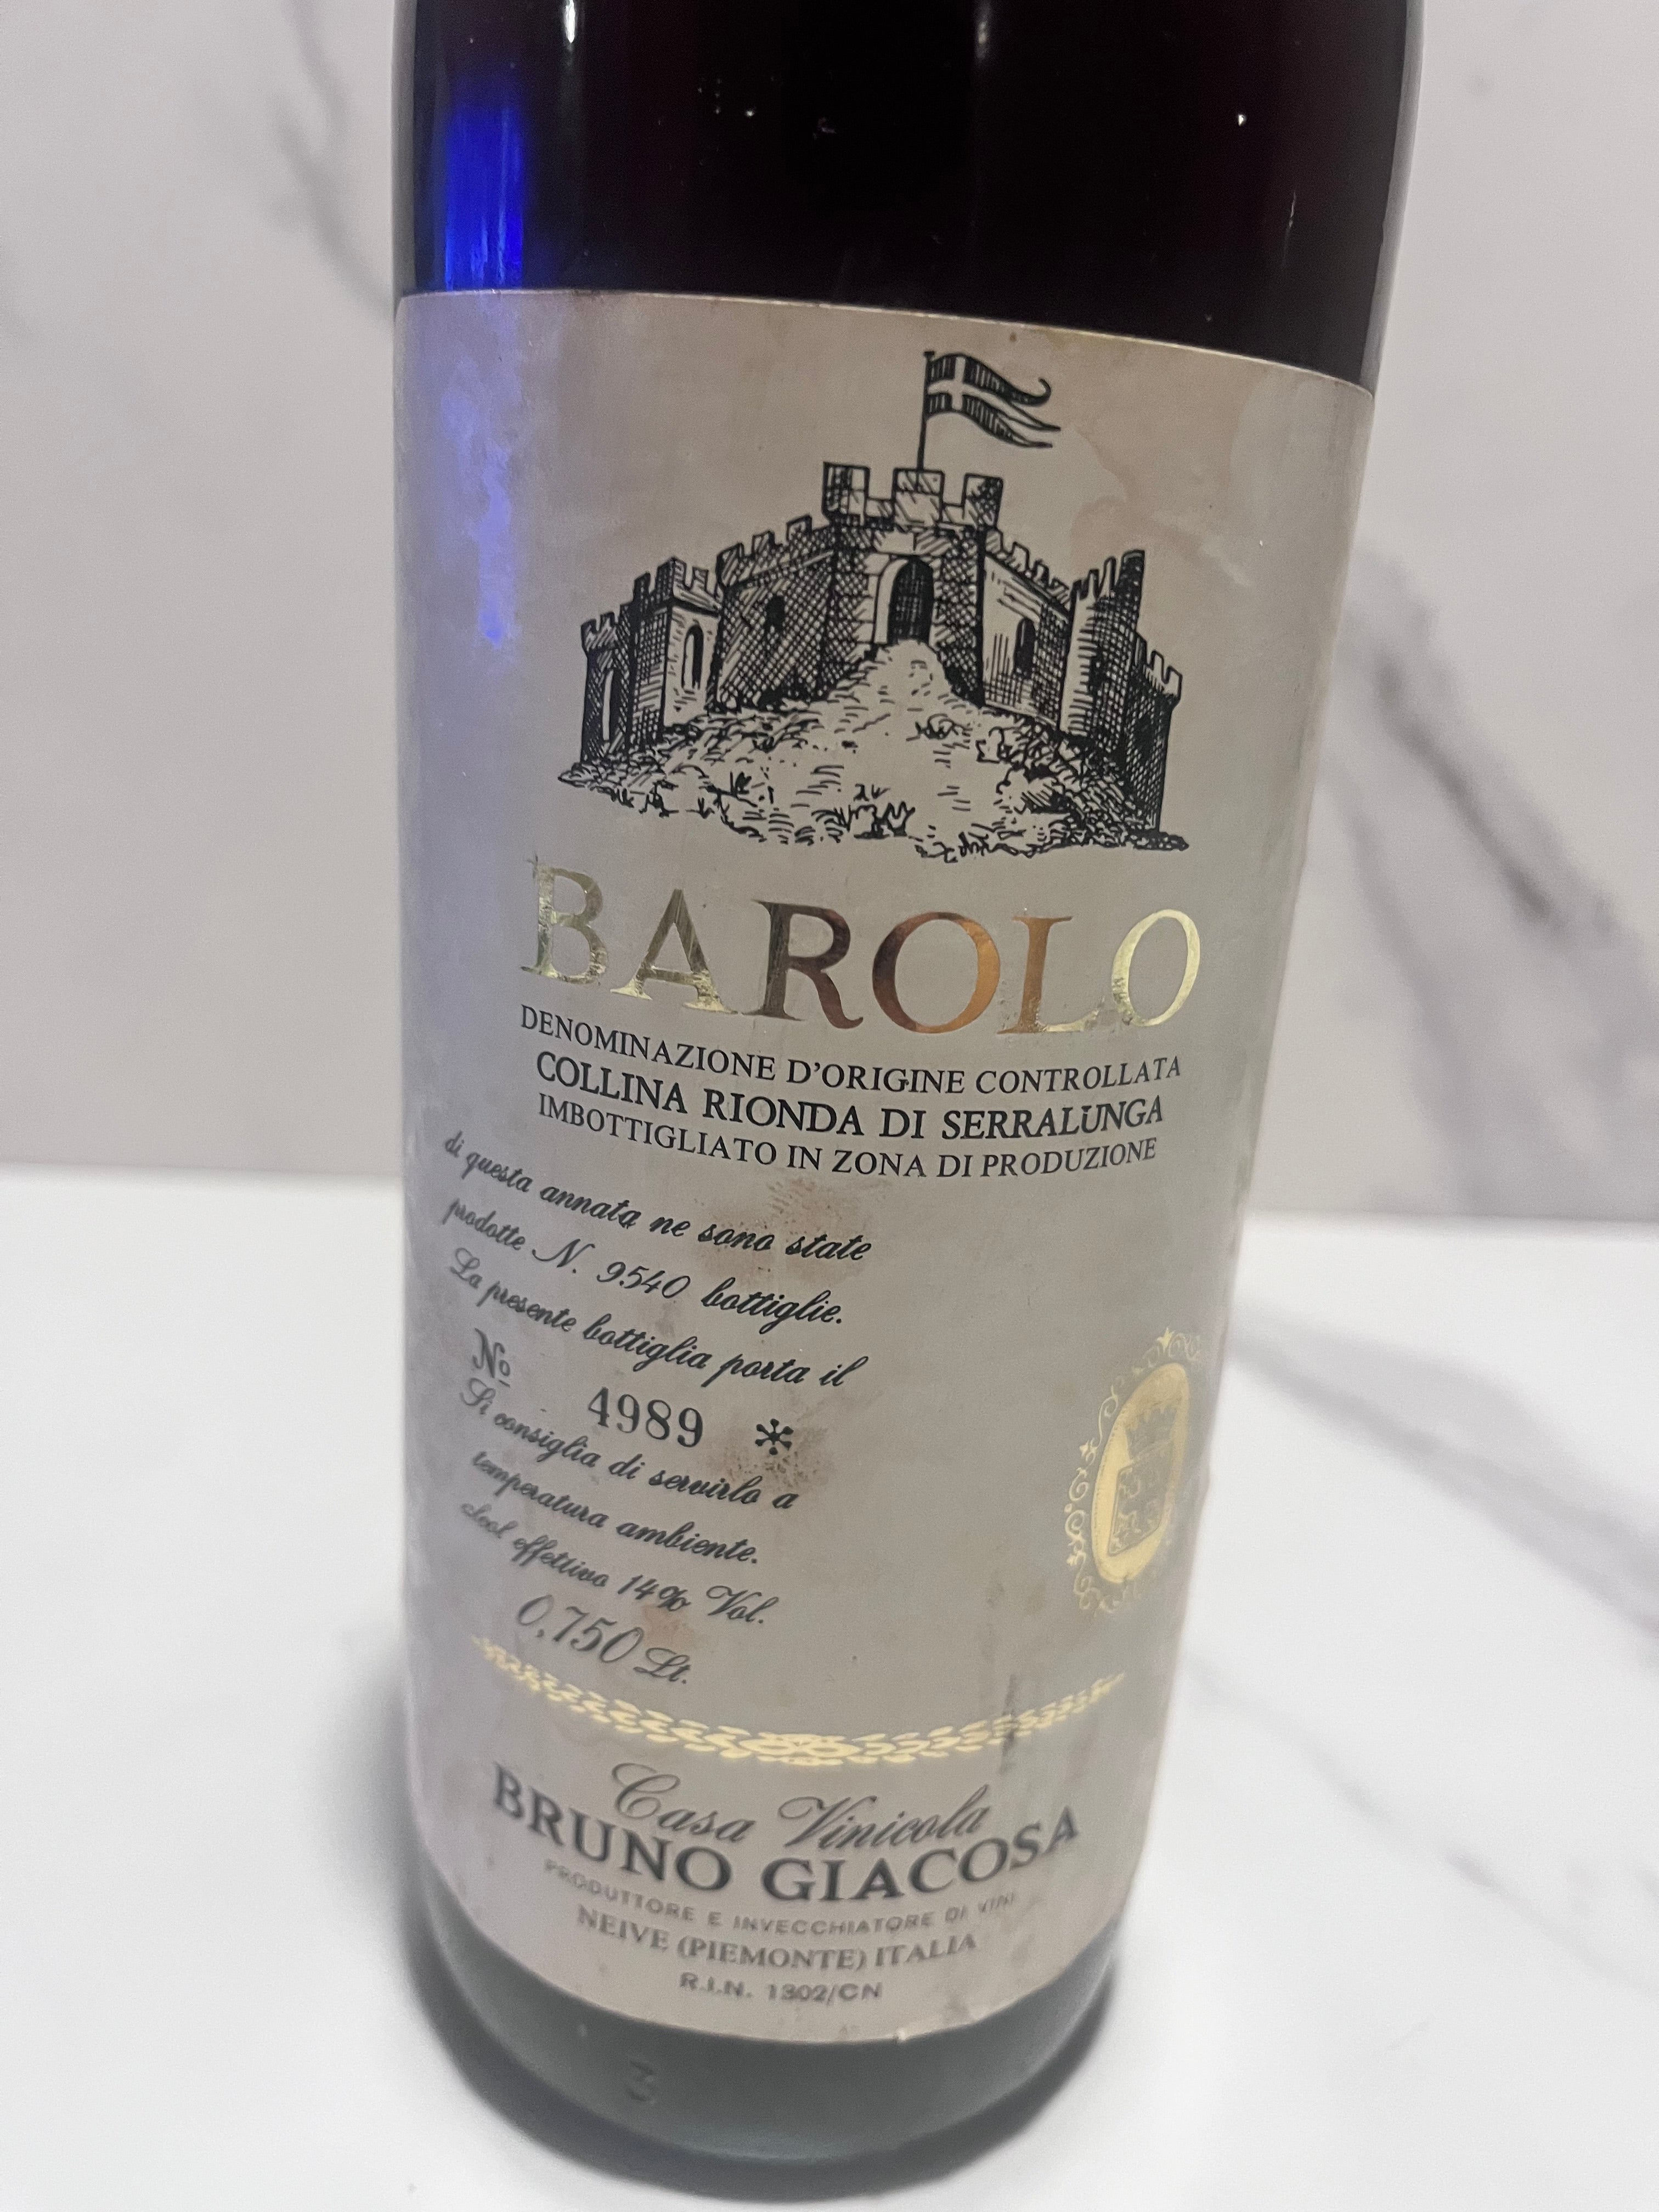 BAROLO
DENOMINAZIONE D'ORIGINE CONTROLLATA
COLLINA RIONDA DI SERRALUNGA
IMBOTTIGLIATO IN ZONA DI PRODUZIONE
di questa annata ne sono state
prodotte N. 9540 bottiglie.
La presente bottiglia porta il
No 4989 *
Si consiglia di servirlo a
temperatura ambiente.
alcol effettivo 14% Vol.
0,750 Lt.
Casa Vinicola
BRUNO GIACOSA
PRODUTTORE E INVECCHIATORE DI VINI
NEIVE (PIEMONTE) ITALIA
R.I.N. 1302/CN
3